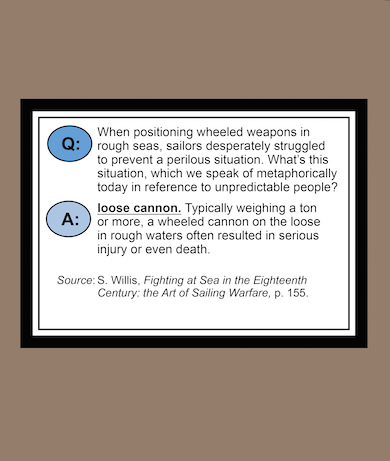 Q: When positioning wheeled weapons in
rough seas, sailors desperately struggled
to prevent a perilous situation. What's this
situation, which we speak of metaphorically
today in reference to unpredictable people?
A: loose cannon. Typically weighing a ton
or more, a wheeled cannon on the loose
in rough waters often resulted in serious
injury or even death.
Source: S. Willis, Fighting at Sea in the Eighteenth
Century: the Art of Sailing Warfare, p. 155.